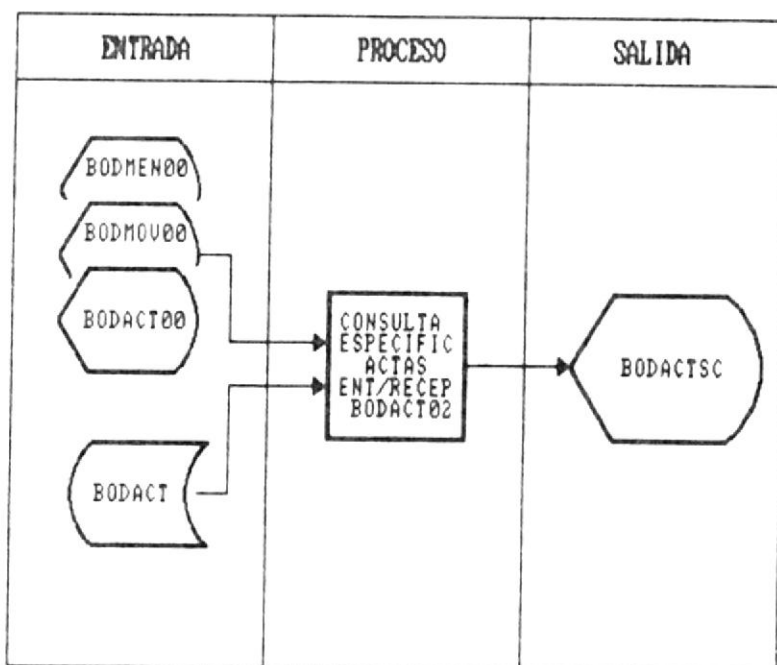 ENTRADA
PROCESO
SALIDA
BODMEN00
BODMOV00
BODACT00
BODACT
CONSULTA
ESPECIFIC
ACTAS
ENT/RECEP
BODACT02
BODACTSC